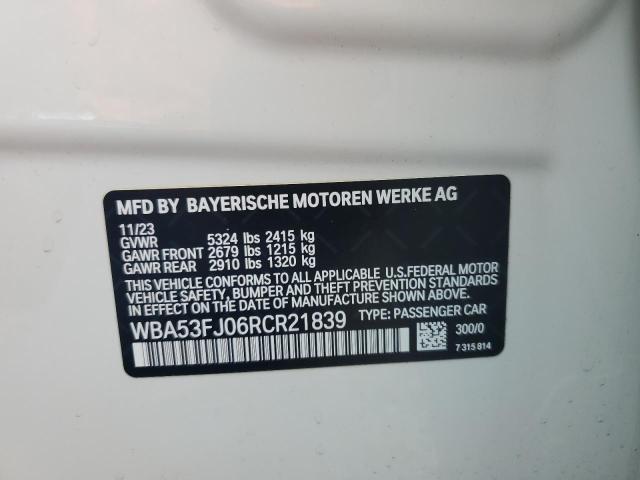 MFD BY BAYERISCHE MOTOREN WERKE AG
11/23
GVWR 5324 lbs 2415 kg
GAWR FRONT 2679 lbs 1215 kg
GAWR REAR 2910 lbs 1320 kg
THIS VEHICLE CONFORMS TO ALL APPLICABLE U.S.FEDERAL MOTOR
VEHICLE SAFETY, BUMPER AND THEFT PREVENTION STANDARDS
IN EFFECT ON THE DATE OF MANUFACTURE SHOWN ABOVE.
WBA53FJ06RCR21839 TYPE: PASSENGER CAR
300/0
7 315 814